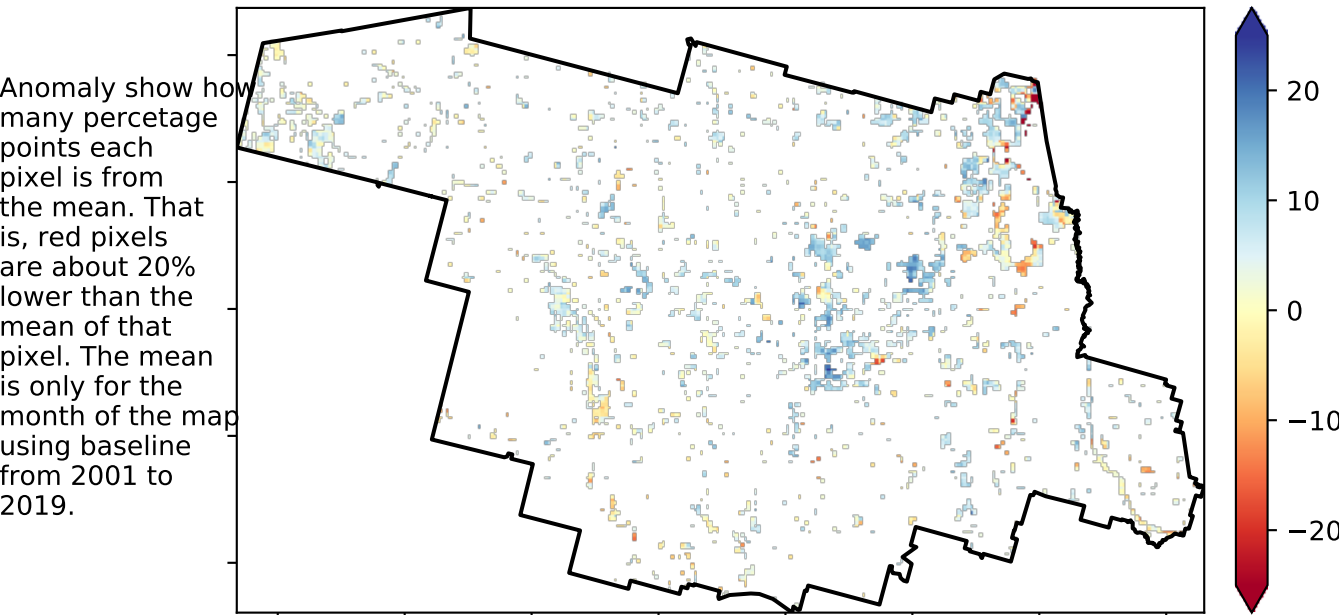 Anomaly show how
many percetage
points each
pixel is from
the mean. That
is, red pixels
are about 20%
lower than the
mean of that
pixel. The mean
is only for the
month of the map
using baseline
from 2001 to
2019.
20
10
0
−10
−20